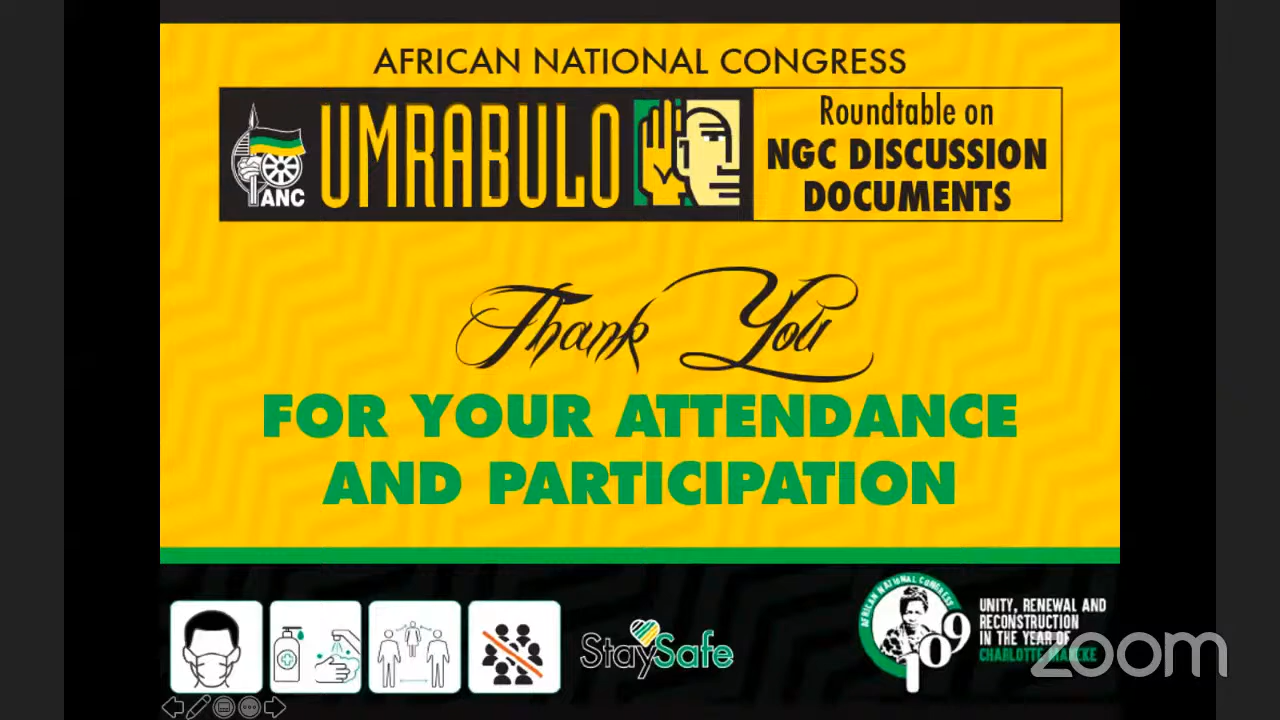 AFRICAN NATIONAL CONGRESS
ANC
UMRABULO
Roundtable on
NGC DISCUSSION
DOCUMENTS
Thank You
FOR YOUR ATTENDANCE
AND PARTICIPATION
StaySafe
AFRICAN NATIONAL CONGRESS
109
UNITY, RENEWAL AND
RECONSTRUCTION
IN THE YEAR OF
CHARLOTTE MAXEKE
zoom